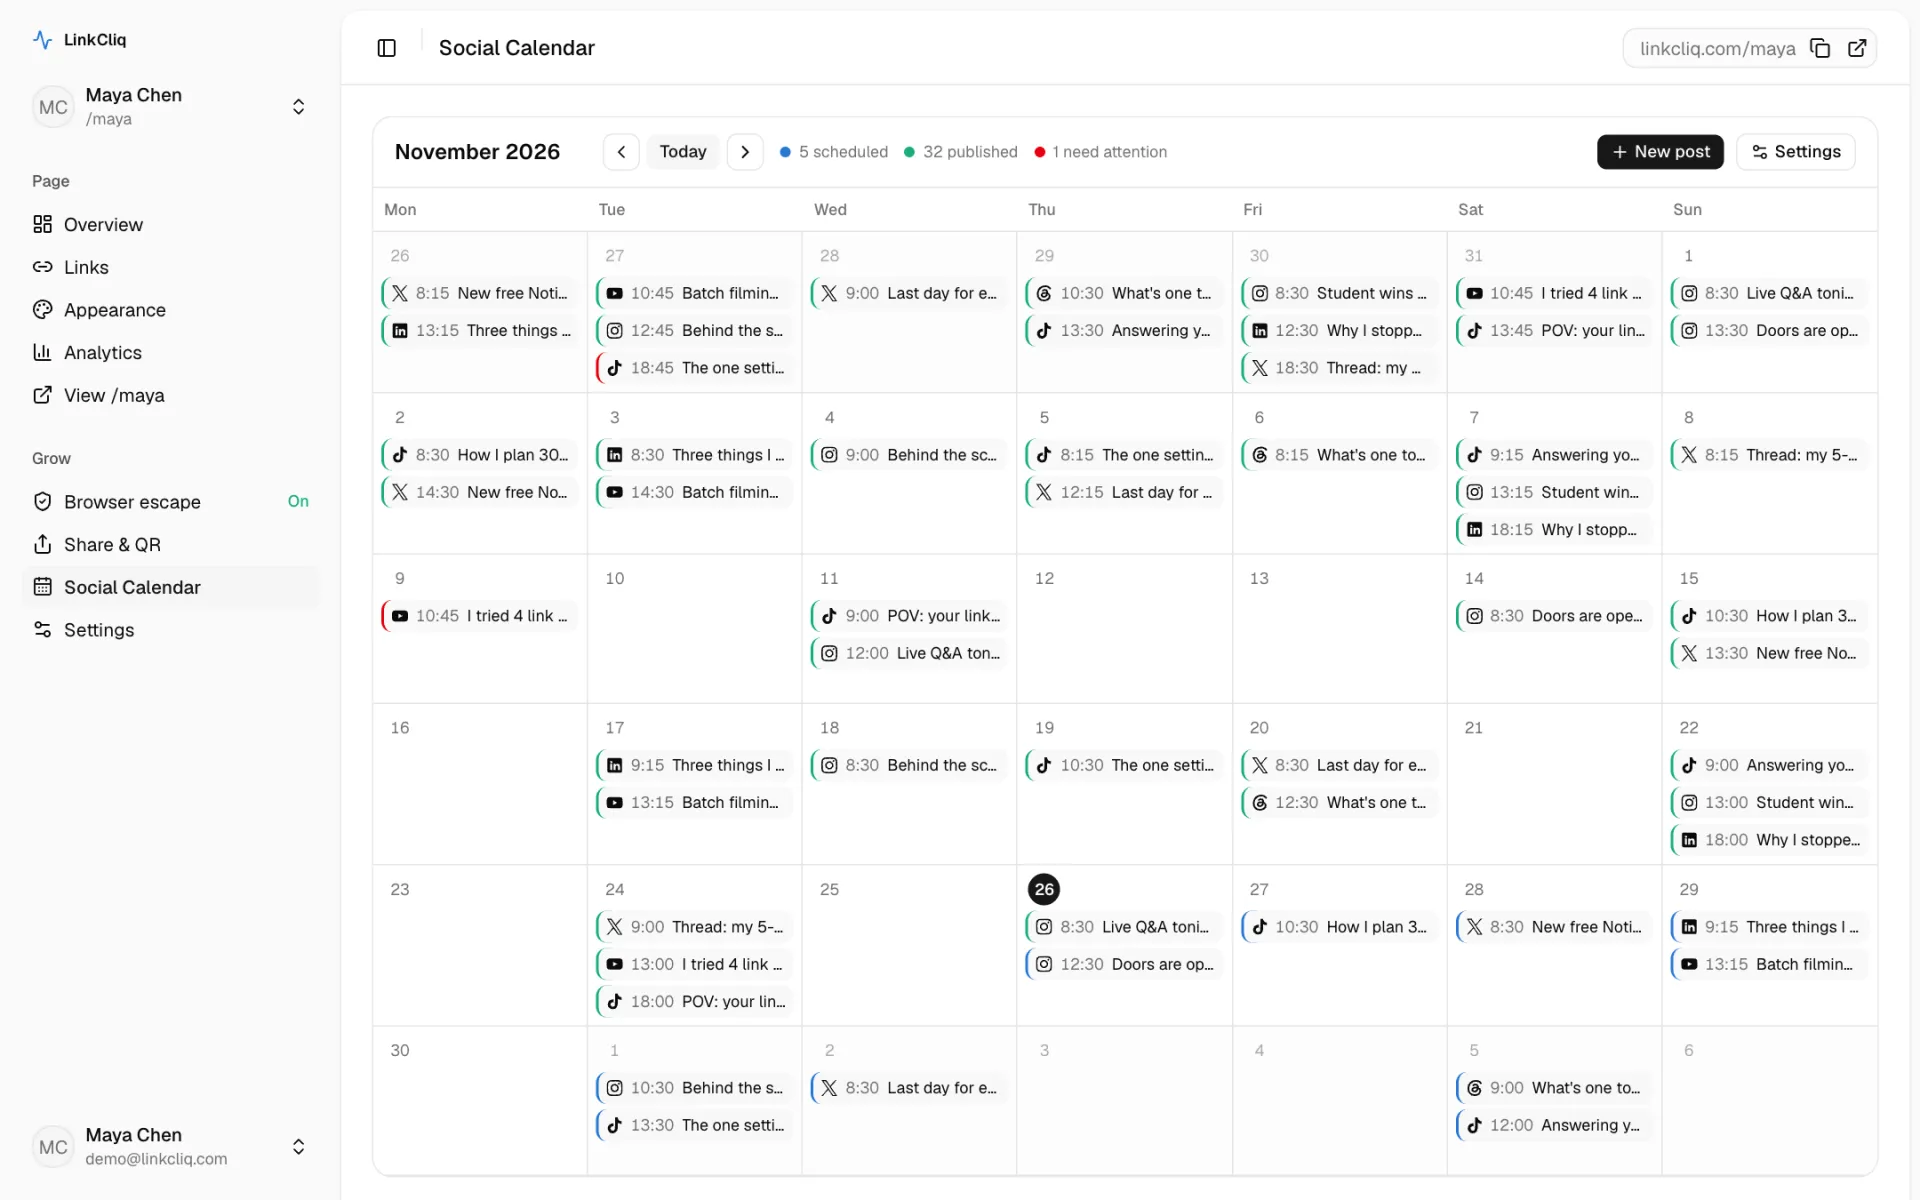 LinkCliq
MC
Maya Chen
/maya
Page
Overview
Links
Appearance
Analytics
View /maya
Grow
Browser escape On
Share & QR
Social Calendar
Settings
MC
Maya Chen
demo@linkcliq.com
Social Calendar
linkcliq.com/maya
November 2026
Today
5 scheduled
32 published
1 need attention
+ New post
Settings
Mon Tue Wed Thu Fri Sat Sun
26
8:15 New free Noti...
13:15 Three things ...
27
10:45 Batch filmin...
12:45 Behind the s...
18:45 The one setti...
28
9:00 Last day for e...
29
10:30 What's one t...
13:30 Answering y...
30
8:30 Student wins ...
12:30 Why I stopp...
18:30 Thread: my ...
31
10:45 I tried 4 link ...
13:45 POV: your lin...
1
8:30 Live Q&A toni...
13:30 Doors are op...
2
8:30 How I plan 30...
14:30 New free No...
3
8:30 Three things I ...
14:30 Batch filmin...
4
9:00 Behind the sc...
5
8:15 The one settin...
12:15 Last day for ...
6
8:15 What's one to...
7
9:15 Answering yo...
13:15 Student win...
18:15 Why I stopp...
8
8:15 Thread: my 5-...
9
10:45 I tried 4 link ...
10
11
9:00 POV: your link...
12:00 Live Q&A ton...
12
13
14
8:30 Doors are ope...
15
10:30 How I plan 3...
13:30 New free No...
16
17
9:15 Three things I ...
13:15 Batch filmin...
18
8:30 Behind the sc...
19
10:30 The one setti...
20
8:30 Last day for e...
12:30 What's one t...
21
22
9:00 Answering yo...
13:00 Student win...
18:00 Why I stoppe...
23
24
9:00 Thread: my 5-...
13:00 I tried 4 link ...
18:00 POV: your lin...
25
26
8:30 Live Q&A toni...
12:30 Doors are op...
27
10:30 How I plan 3...
28
8:30 New free Noti...
29
9:15 Three things I ...
13:15 Batch filmin...
30
1
10:30 Behind the s...
13:30 The one setti...
2
8:30 Last day for e...
3
4
5
9:00 What's one to...
12:00 Answering y...
6